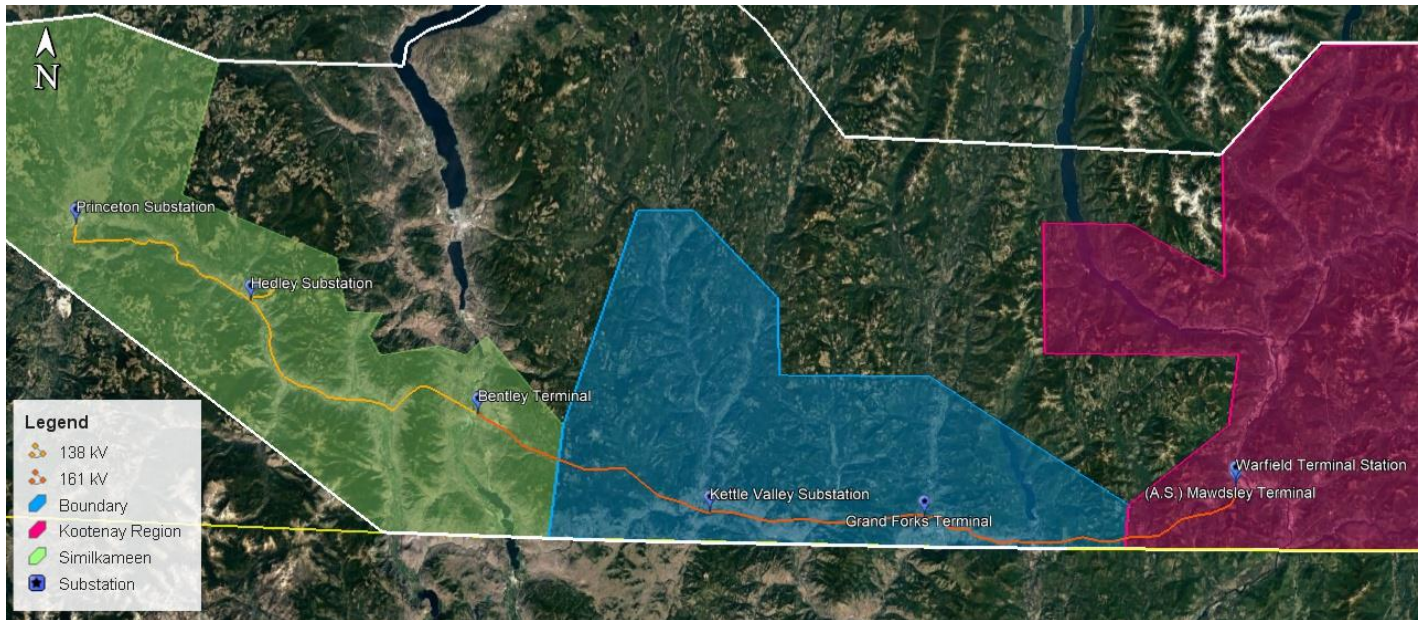 N
Princeton Substation
Hedley Substation
Bentley Terminal
Kettle Valley Substation
Grand Forks Terminal
Warfield Terminal Station
(A.S.) Mawdsley Terminal
Legend
138 kV
161 kV
Boundary
Kootenay Region
Similkameen
Substation